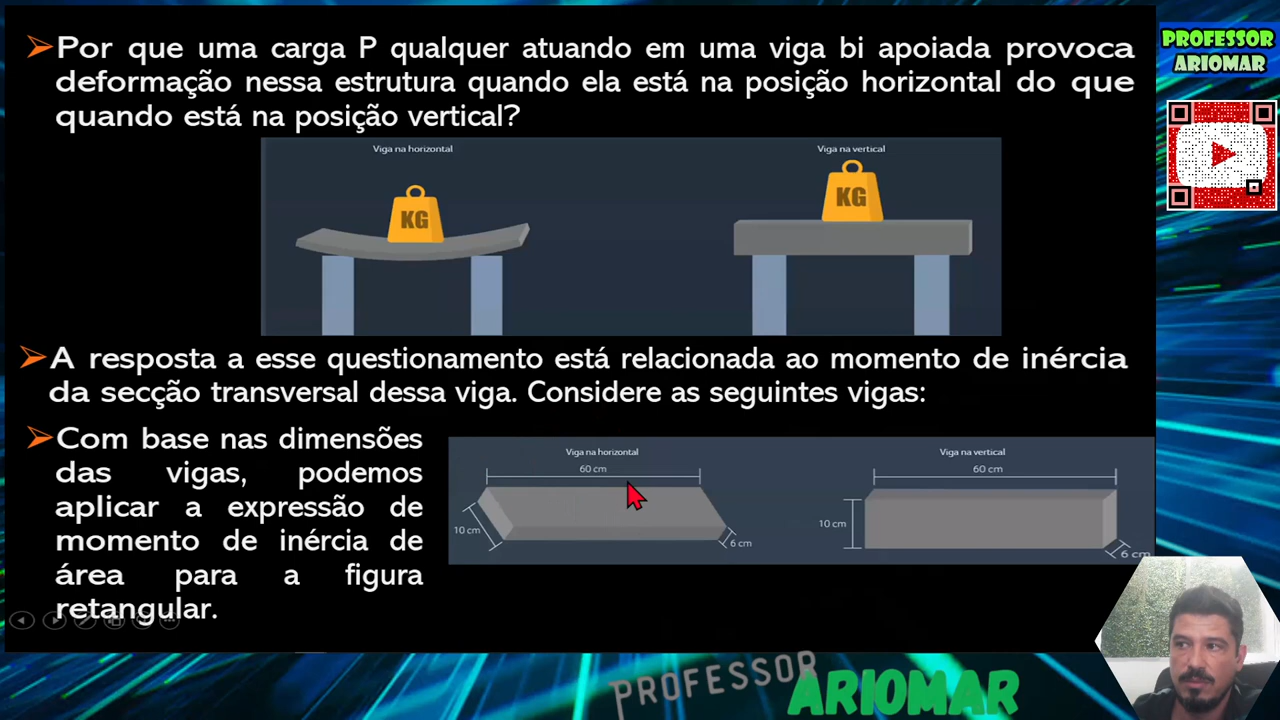 Por que uma carga P qualquer atuando em uma viga bi apoiada provoca
deformação nessa estrutura quando ela está na posição horizontal do que
quando está na posição vertical?
PROFESSOR
ARIOMAR
Viga na horizontal
Viga na vertical
KG
KG
A resposta a esse questionamento está relacionada ao momento de inércia
da secção transversal dessa viga. Considere as seguintes vigas:
Com base nas dimensões
das vigas, podemos
aplicar a expressão de
momento de inércia de
área para a figura
retangular.
Viga na horizontal
60 cm
10 cm
6 cm
Viga na vertical
60 cm
10 cm
6 cm
PROFESSOR
ARIOMAR